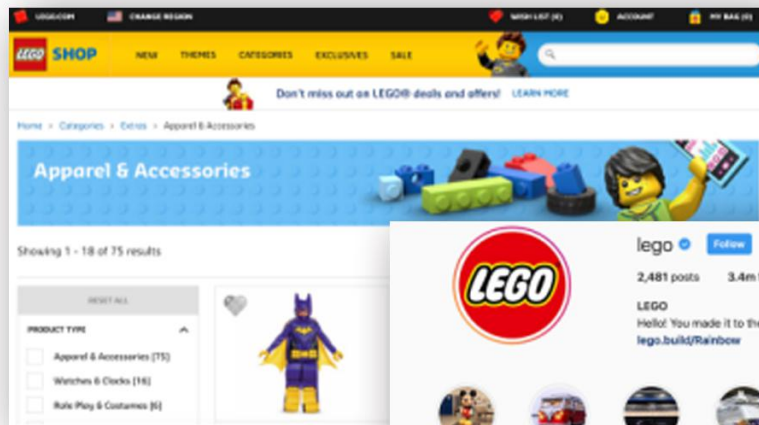 LEGO.COM CHANGE REGION WISH LIST (0) ACCOUNT MY BAG (0)
LEGO SHOP NEW THEMES CATEGORIES EXCLUSIVES SALE
Don't miss out on LEGO® deals and offers! LEARN MORE
Home > Categories > Extras > Apparel & Accessories
Apparel & Accessories
Showing 1 - 18 of 75 results
RESET ALL
PRODUCT TYPE
Apparel & Accessories [75]
Watches & Clocks [16]
Role Play & Costumes [6]
LEGO
lego Follow
2,481 posts 3.4m
LEGO
Hello! You made it to the
lego.build/Rainbow